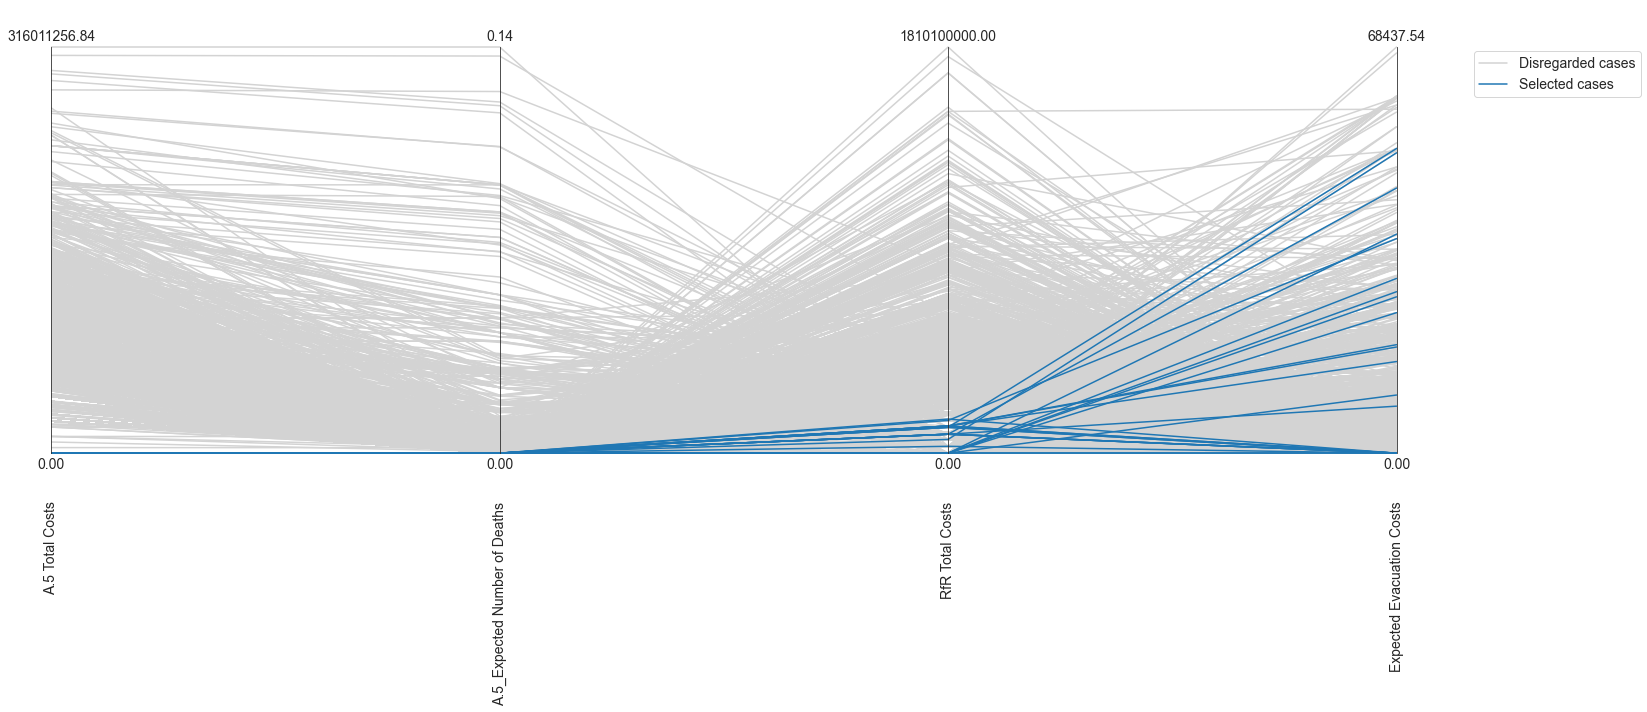 316011256.84
0.14
1810100000.00
68437.54
Disregarded cases
Selected cases
0.00
0.00
0.00
0.00
A.5 Total Costs
A.5_Expected Number of Deaths
RfR Total Costs
Expected Evacuation Costs